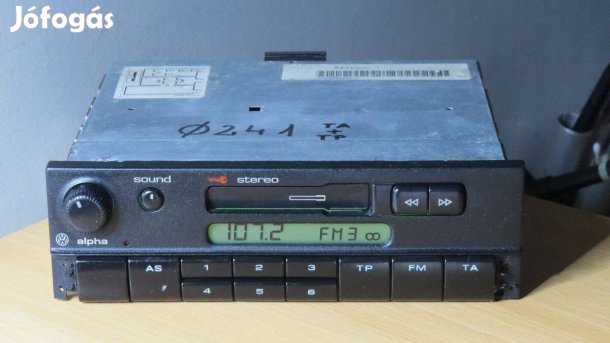 Jófogás
Ø241 TA
+
TP
sound
stereo
alpha
107.2 FM3
AS 1 2 3 TP FM TA
4 5 6